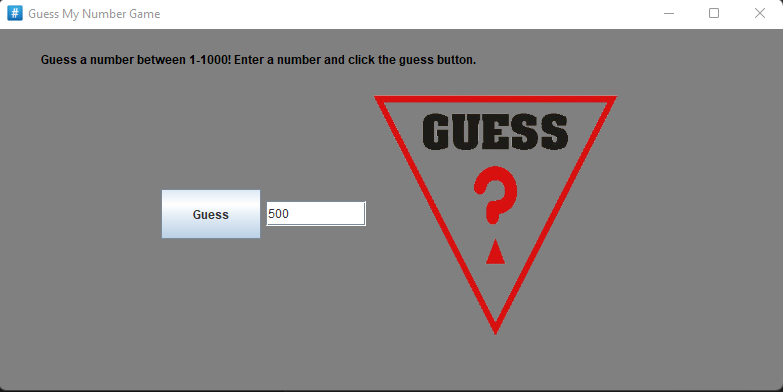 # Guess My Number Game
Guess a number between 1-1000! Enter a number and click the guess button.
GUESS
?
Guess
500